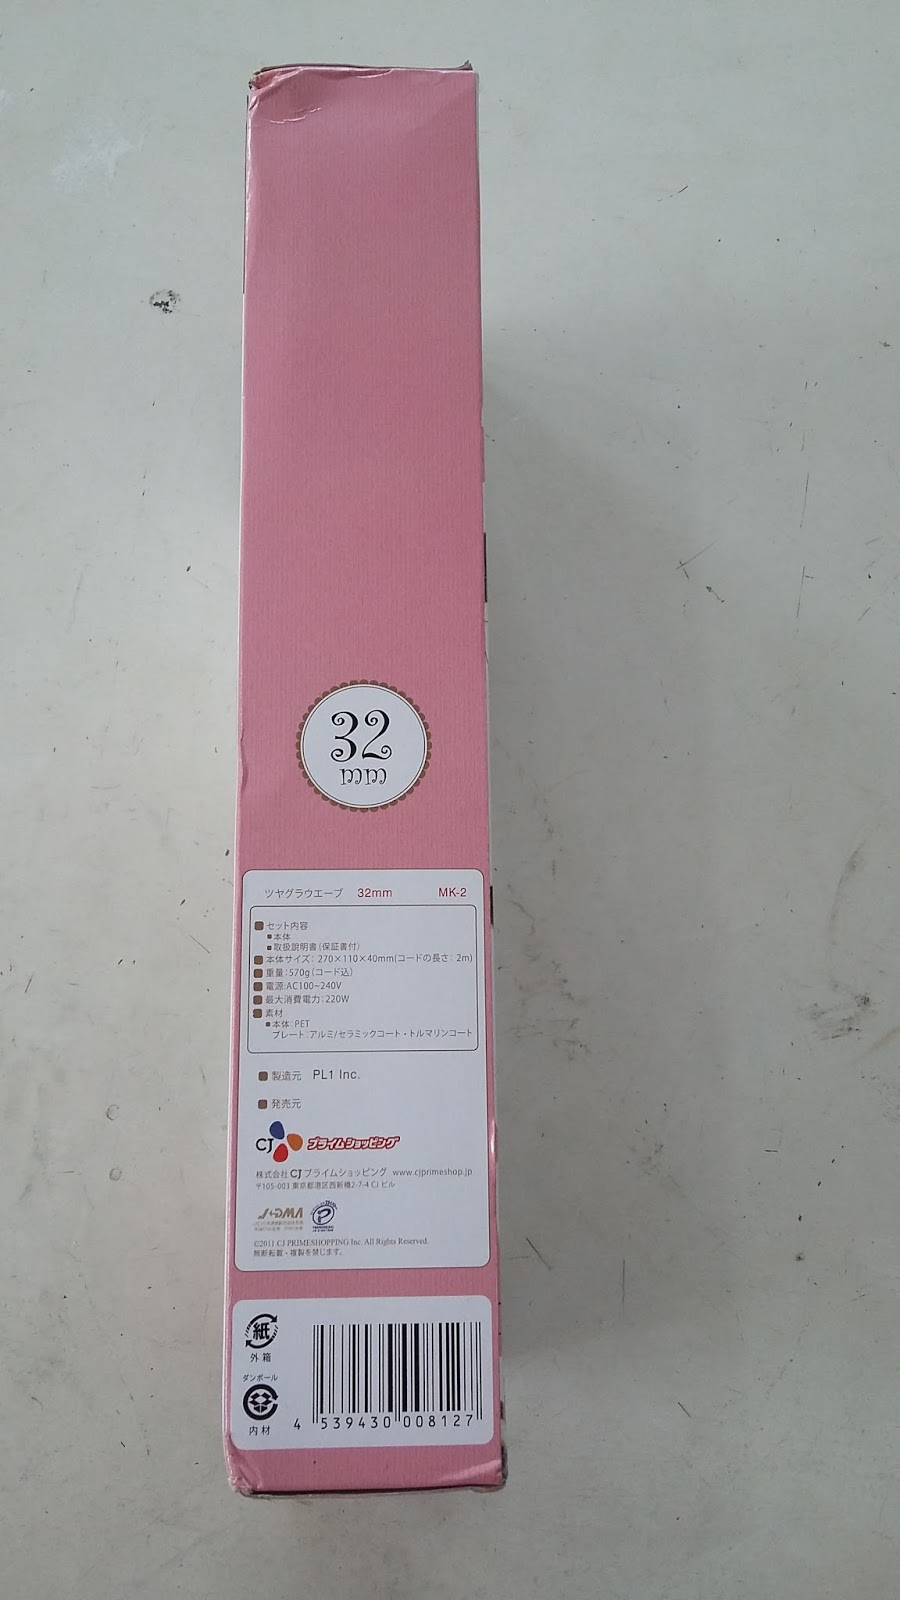 32
mm
ツヤグラウエーブ 32mm MK-2
セット内容
本体
取扱説明書(保証書付)
本体サイズ: 270×110×40mm(コードの長さ: 2m)
重量:570g(コード込)
電源:AC100~240V
最大消費電力:220W
素材
本体:PET
プレート:アルミ/セラミックコート・トルマリンコート
製造元 PL1 Inc.
発売元
CJ プライムショッピング
株式会社 CJ プライムショッピング www.cjprimeshop.jp
〒105-003 東京都港区西新橋2-7-4 CJ ビル
JADMA
©2011 CJ PRIMESHOPPING Inc. All Rights Reserved.
無断転載・複製を禁じます。
紙
外箱
ダンボール
内材
4 539430 008127